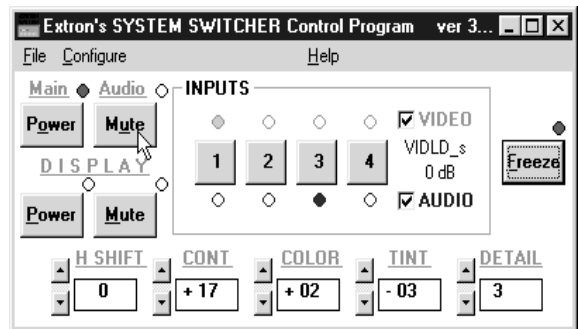 Extron's SYSTEM SWITCHER Control Program ver 3...
File Configure Help
Main Audio INPUTS
Power Mute VIDEO
1 2 3 4 VIDLD_s
0 dB
Freeze
DISPLAY
AUDIO
Power Mute
H SHIFT CONT COLOR TINT DETAIL
0 + 17 + 02 - 03 3